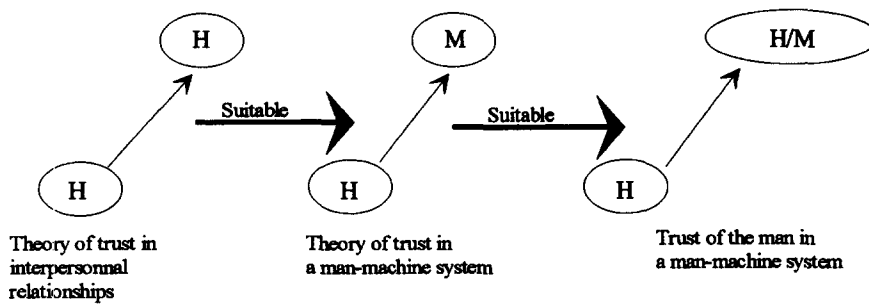 H
M
H/M
Suitable
Suitable
H
H
H
Theory of trust in
interpersonnal
relationships
Theory of trust in
a man-machine system
Trust of the man in
a man-machine system